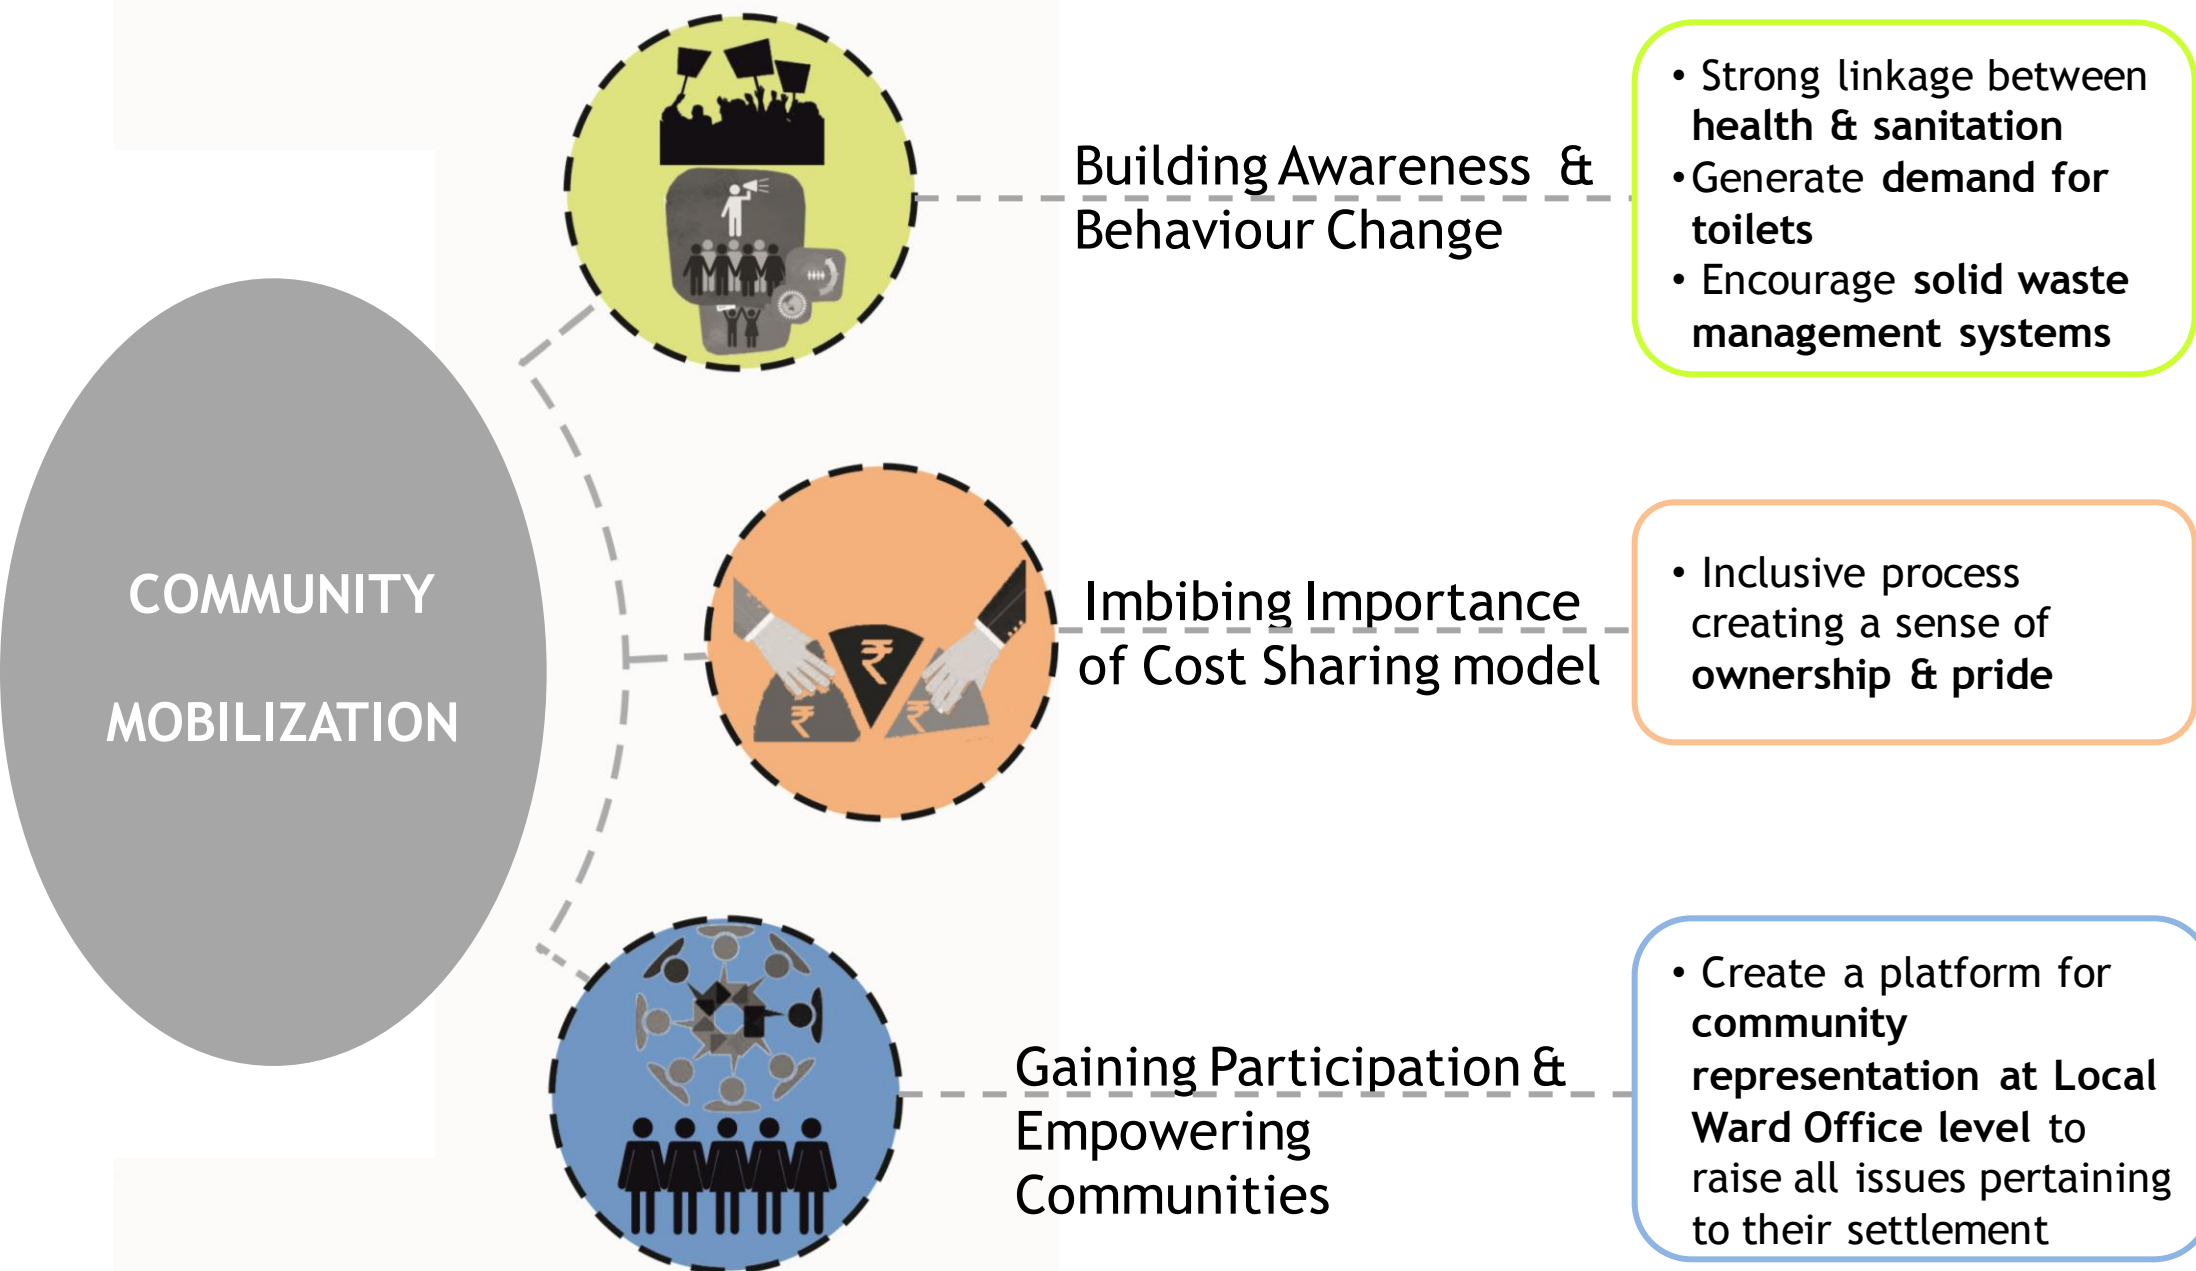 COMMUNITY
MOBILIZATION
Building Awareness &
Behaviour Change
• Strong linkage between
health & sanitation
• Generate demand for
toilets
• Encourage solid waste
management systems
Imbibing Importance
of Cost Sharing model
₹
₹
₹
• Inclusive process
creating a sense of
ownership & pride
Gaining Participation &
Empowering
Communities
• Create a platform for
community
representation at Local
Ward Office level to
raise all issues pertaining
to their settlement